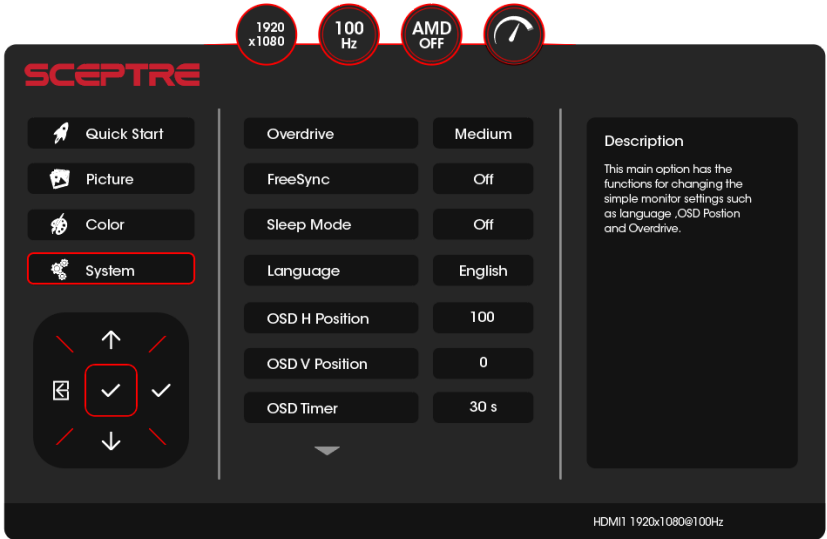 1920
x1080
100
Hz
AMD
OFF
SCEPTRE
Quick Start
Picture
Color
System
Overdrive Medium
FreeSync Off
Sleep Mode Off
Language English
OSD H Position 100
OSD V Position 0
OSD Timer 30 s
Description
This main option has the
functions for changing the
simple monitor settings such
as language ,OSD Postion
and Overdrive.
HDMI1 1920x1080@100Hz